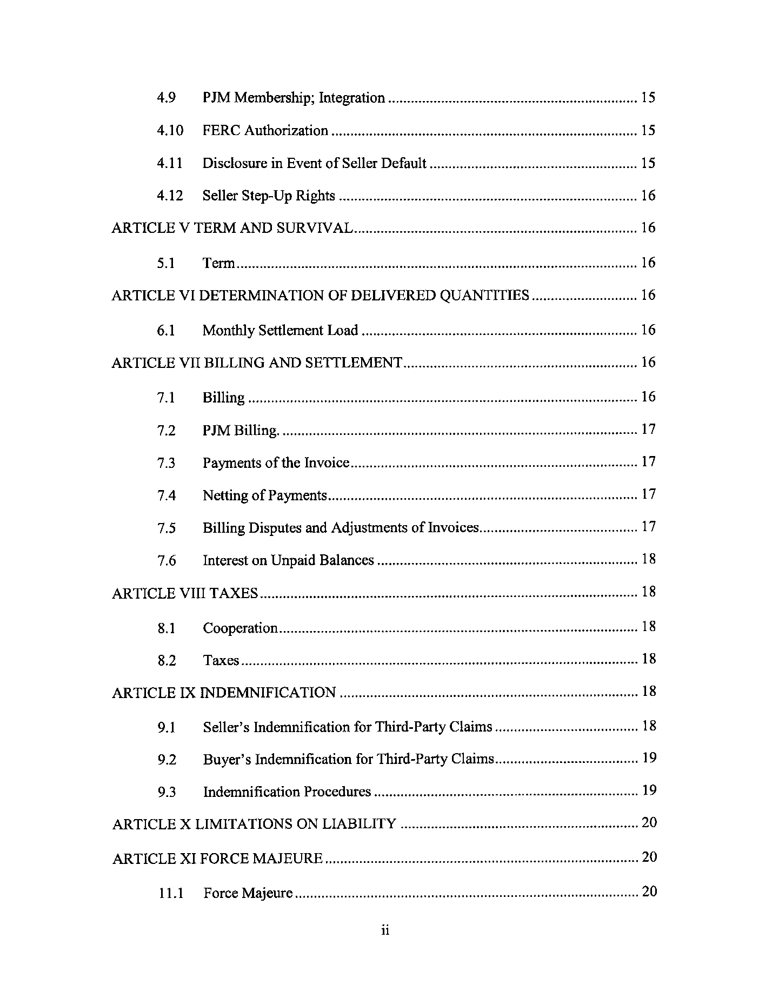 4.9 PJM Membership; Integration ........ 15
4.10 FERC Authorization ........ 15
4.11 Disclosure in Event of Seller Default ........ 15
4.12 Seller Step-Up Rights ........ 16
ARTICLE V TERM AND SURVIVAL ........ 16
5.1 Term ........ 16
ARTICLE VI DETERMINATION OF DELIVERED QUANTITIES ........ 16
6.1 Monthly Settlement Load ........ 16
ARTICLE VII BILLING AND SETTLEMENT ........ 16
7.1 Billing ........ 16
7.2 PJM Billing. ........ 17
7.3 Payments of the Invoice ........ 17
7.4 Netting of Payments ........ 17
7.5 Billing Disputes and Adjustments of Invoices ........ 17
7.6 Interest on Unpaid Balances ........ 18
ARTICLE VIII TAXES ........ 18
8.1 Cooperation ........ 18
8.2 Taxes ........ 18
ARTICLE IX INDEMNIFICATION ........ 18
9.1 Seller's Indemnification for Third-Party Claims ........ 18
9.2 Buyer's Indemnification for Third-Party Claims ........ 19
9.3 Indemnification Procedures ........ 19
ARTICLE X LIMITATIONS ON LIABILITY ........ 20
ARTICLE XI FORCE MAJEURE ........ 20
11.1 Force Majeure ........ 20
ii